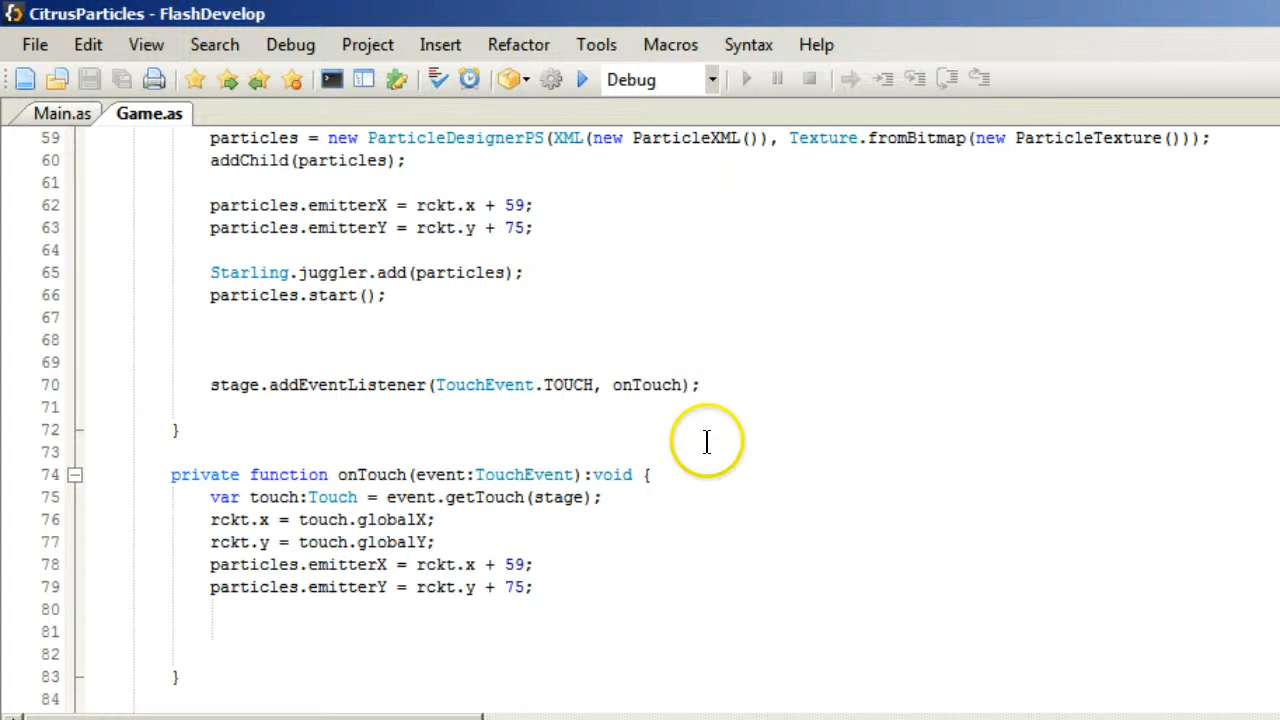 CitrusParticles - FlashDevelop
File Edit View Search Debug Project Insert Refactor Tools Macros Syntax Help
Debug
Main.as Game.as
59 particles = new ParticleDesignerPS(XML(new ParticleXML()), Texture.fromBitmap(new ParticleTexture()));
60 addChild(particles);
61
62 particles.emitterX = rckt.x + 59;
63 particles.emitterY = rckt.y + 75;
64
65 Starling.juggler.add(particles);
66 particles.start();
67
68
69
70 stage.addEventListener(TouchEvent.TOUCH, onTouch);
71
72 }
73
74 private function onTouch(event:TouchEvent):void {
75 var touch:Touch = event.getTouch(stage);
76 rckt.x = touch.globalX;
77 rckt.y = touch.globalY;
78 particles.emitterX = rckt.x + 59;
79 particles.emitterY = rckt.y + 75;
80
81
82
83 }
84